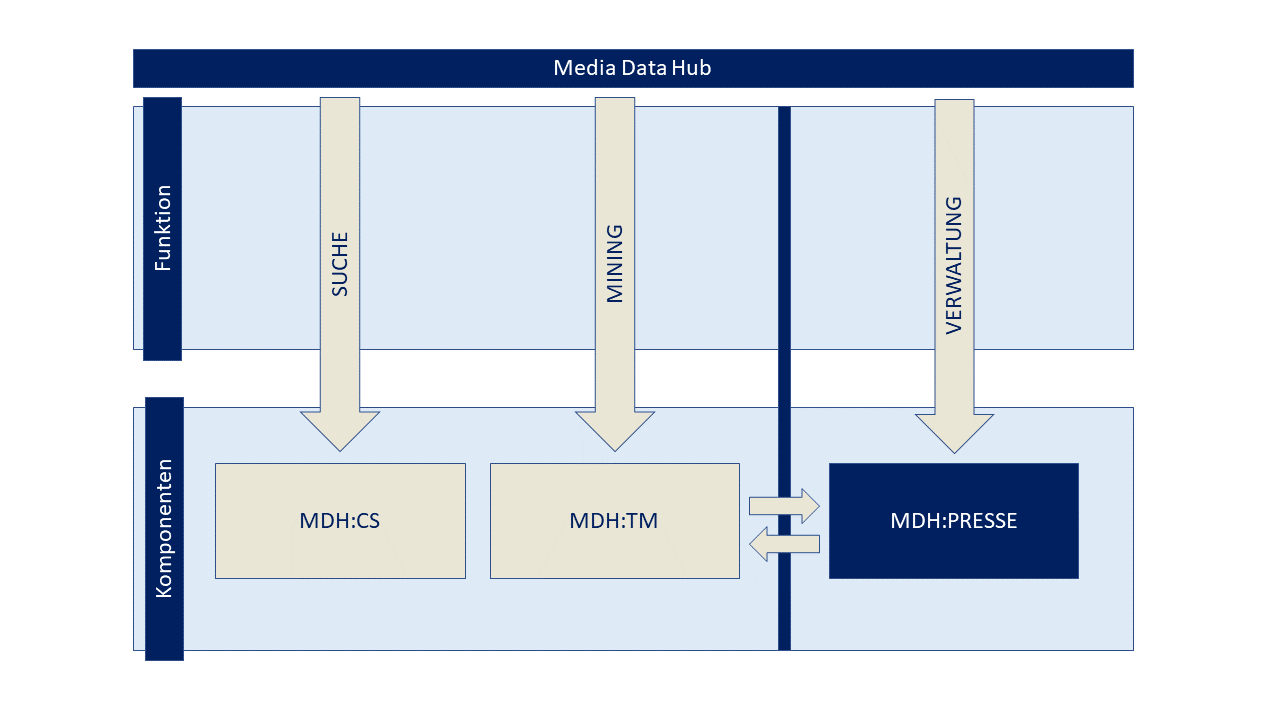 Media Data Hub
Funktion
SUCHE
MINING
VERWALTUNG
Komponenten
MDH:CS
MDH:TM
MDH:PRESSE